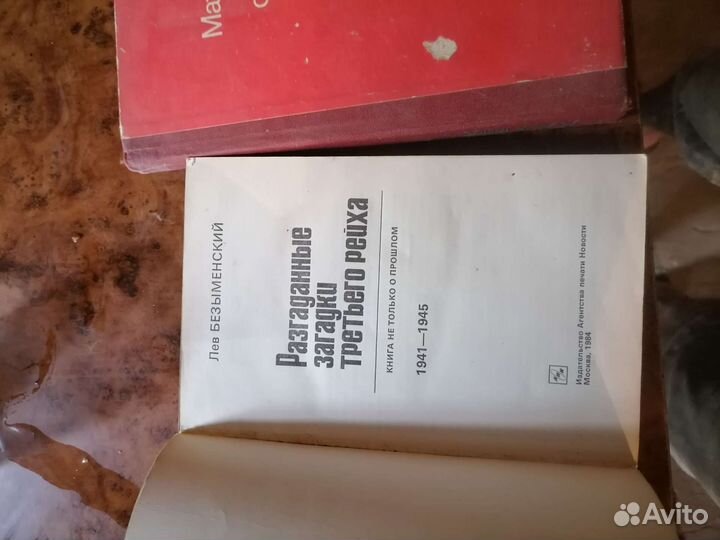 Лев БЕЗЫМЕНСКИЙ
Разгаданные
загадки
третьего рейха
КНИГА НЕ ТОЛЬКО О ПРОШЛОМ
1941—1945
Издательство Агентства печати Новости
Москва, 1984
Avito